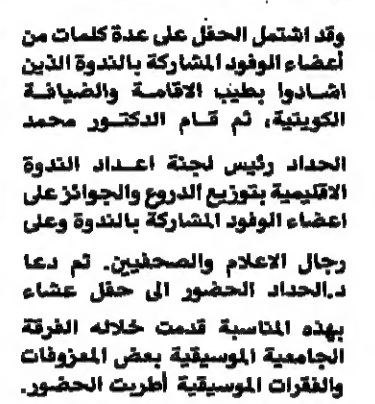 وقد اشتمل الحفل على عدة كلمات من
أعضاء الوفود المشاركة بالندوة الذين
اشادوا بطيب الاقامة والضيافة
الكويتية، ثم قام الدكتور محمد
الحداد رئيس لجنة اعداد الندوة
الاقليمية بتوزيع الدروع والجوائز على
اعضاء الوفود المشاركة بالندوة وعلى
رجال الاعلام والصحفيين. ثم دعا
د.الحداد الحضور الى حفل عشاء
بهذه المناسبة قدمت خلاله الفرقة
الجامعية الموسيقية بعض المعزوفات
والفقرات الموسيقية أطربت الحضور.